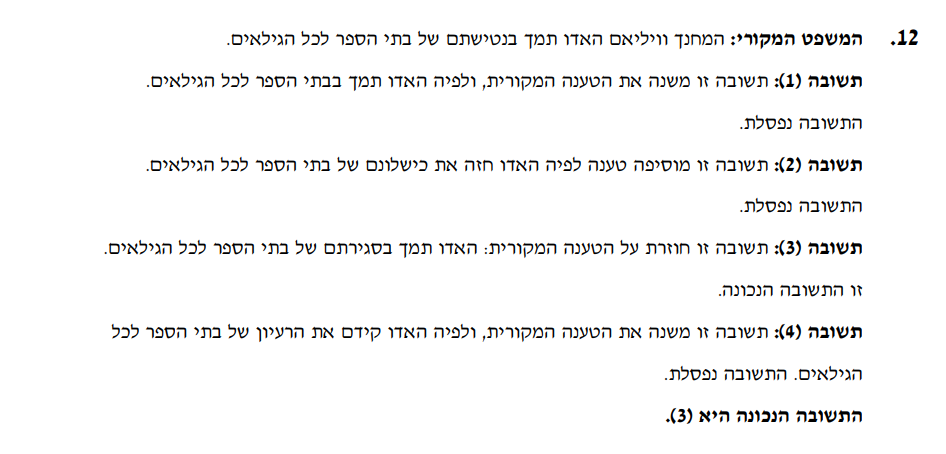 12. המשפט המקורי: המחנך וויליאם האדו תמך בנטישתם של בתי הספר לכל הגילאים.
תשובה (1): תשובה זו משנה את הטענה המקורית, ולפיה האדו תמך בבתי הספר לכל הגילאים.
התשובה נפסלת.
תשובה (2): תשובה זו מוסיפה טענה לפיה האדו חזה את כישלונם של בתי הספר לכל הגילאים.
התשובה נפסלת.
תשובה (3): תשובה זו חוזרת על הטענה המקורית: האדו תמך בסגירתם של בתי הספר לכל הגילאים.
זו התשובה הנכונה.
תשובה (4): תשובה זו משנה את הטענה המקורית, ולפיה האדו קידם את הרעיון של בתי הספר לכל
הגילאים. התשובה נפסלת.
התשובה הנכונה היא (3).